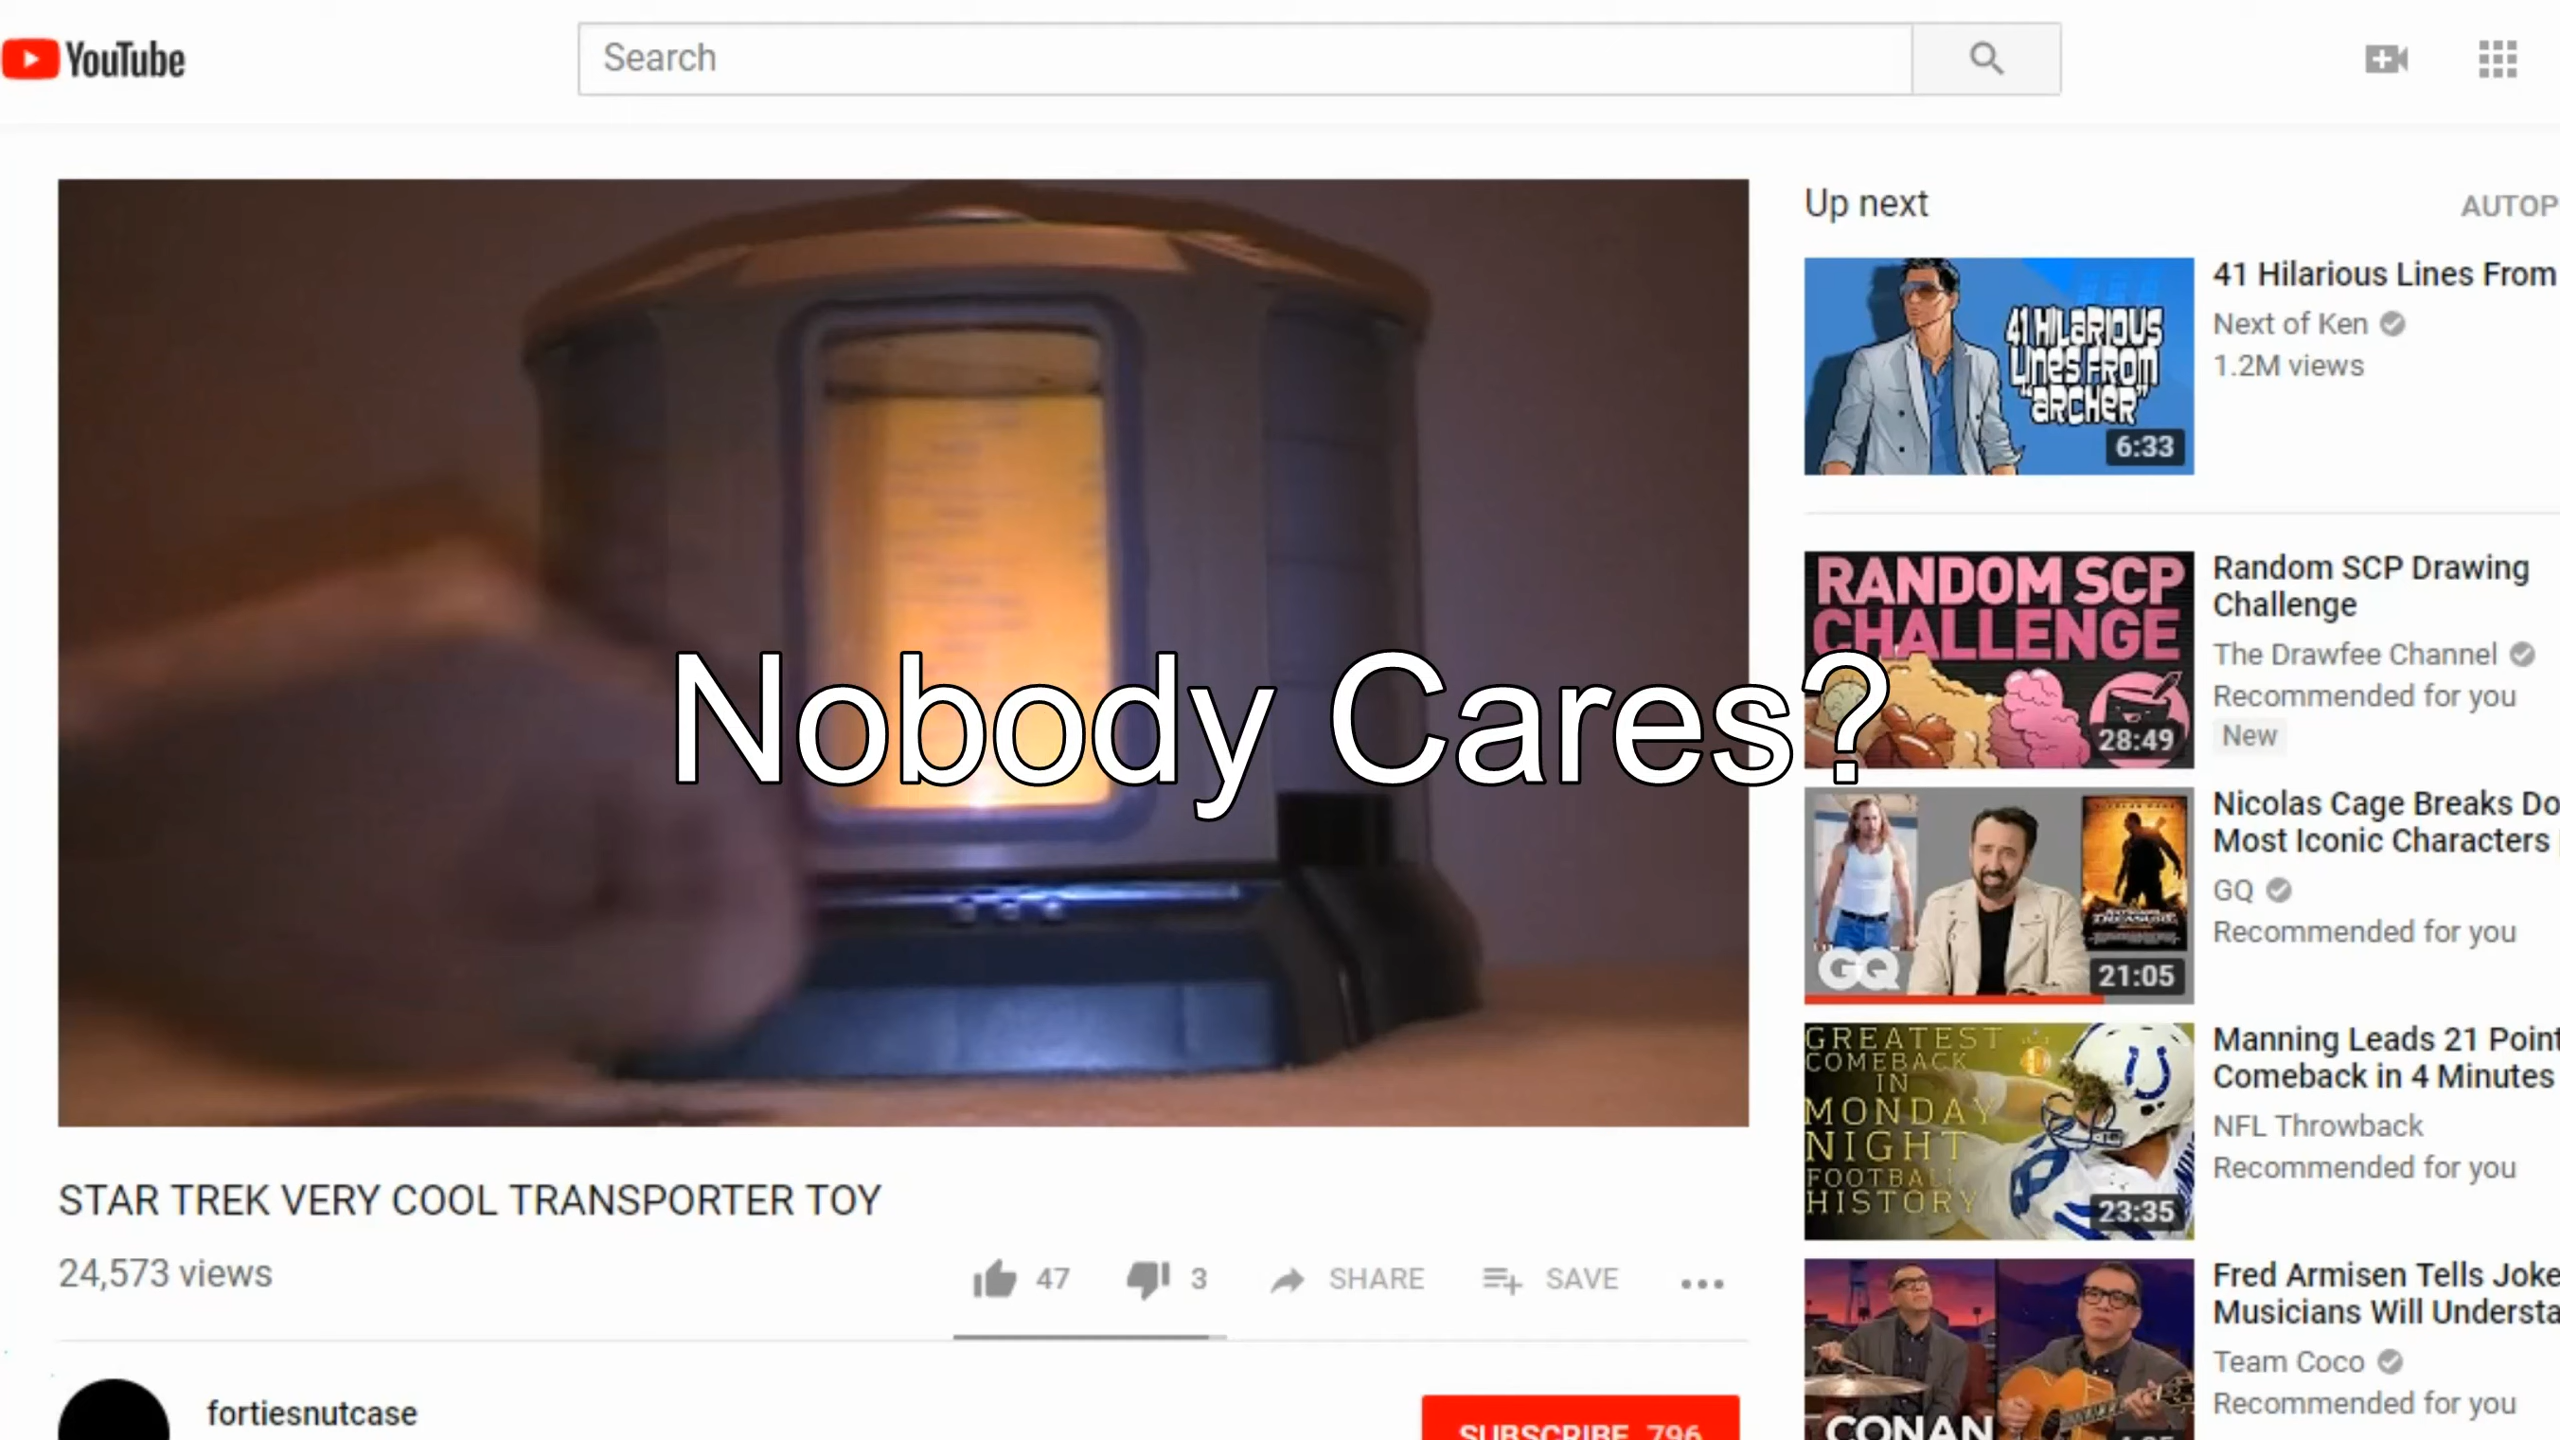 YouTube
Search
Up next
AUTOP
41 Hilarious Lines From
Next of Ken
1.2M views
41 HILARIOUS
LINES FROM
"ARCHER"
6:33
RANDOM SCP
CHALLENGE
28:49
Random SCP Drawing
Challenge
The Drawfee Channel
Recommended for you
New
Nobody Cares?
Nicolas Cage Breaks Do
Most Iconic Characters
GQ
Recommended for you
GQ
21:05
GREATEST
COMEBACK
IN
MONDAY
NIGHT
FOOTBALL
HISTORY
23:35
Manning Leads 21 Point
Comeback in 4 Minutes
NFL Throwback
Recommended for you
STAR TREK VERY COOL TRANSPORTER TOY
24,573 views
47
3
SHARE
SAVE
fortiesnutcase
SUBSCRIBE 796
Fred Armisen Tells Joke
Musicians Will Understa
Team Coco
Recommended for you
CONAN